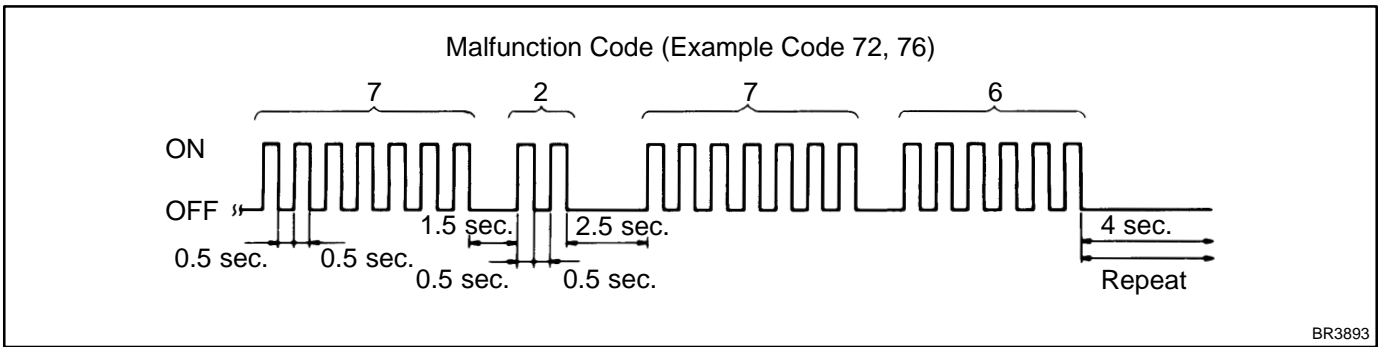 Malfunction Code (Example Code 72, 76)
7 2 7 6
ON
OFF
1.5 sec. 2.5 sec. 4 sec.
0.5 sec. 0.5 sec.
0.5 sec. 0.5 sec. Repeat
BR3893